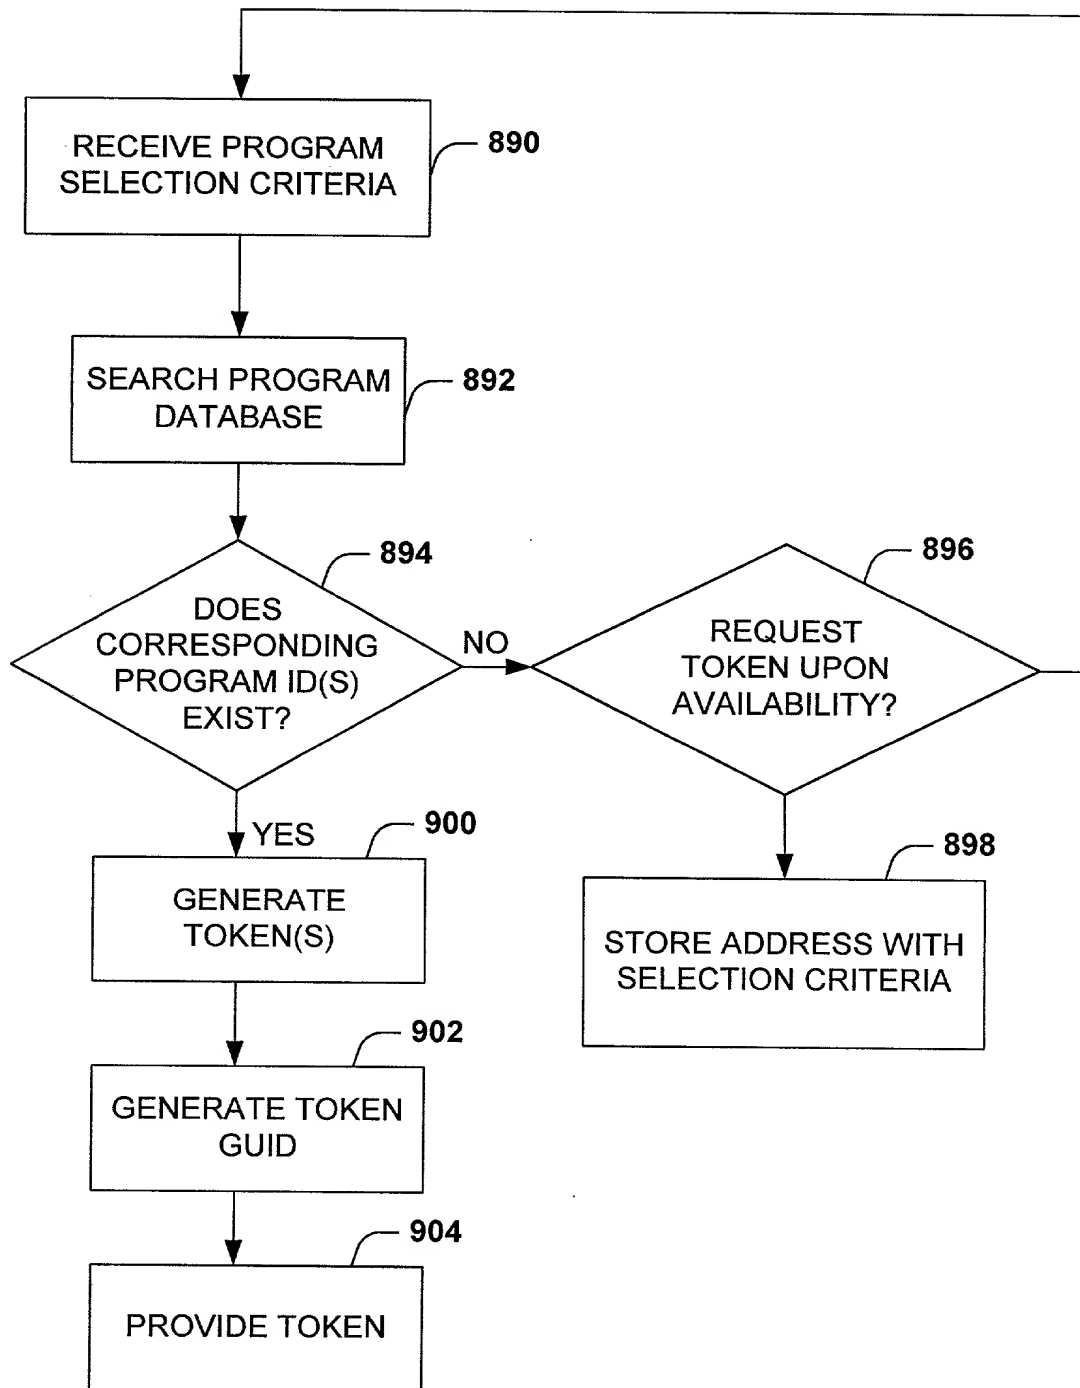 RECEIVE PROGRAM
SELECTION CRITERIA
890
SEARCH PROGRAM
DATABASE
892
894
DOES
CORRESPONDING
PROGRAM ID(S)
EXIST?
NO
896
REQUEST
TOKEN UPON
AVAILABILITY?
YES
900
GENERATE
TOKEN(S)
898
STORE ADDRESS WITH
SELECTION CRITERIA
902
GENERATE TOKEN
GUID
904
PROVIDE TOKEN